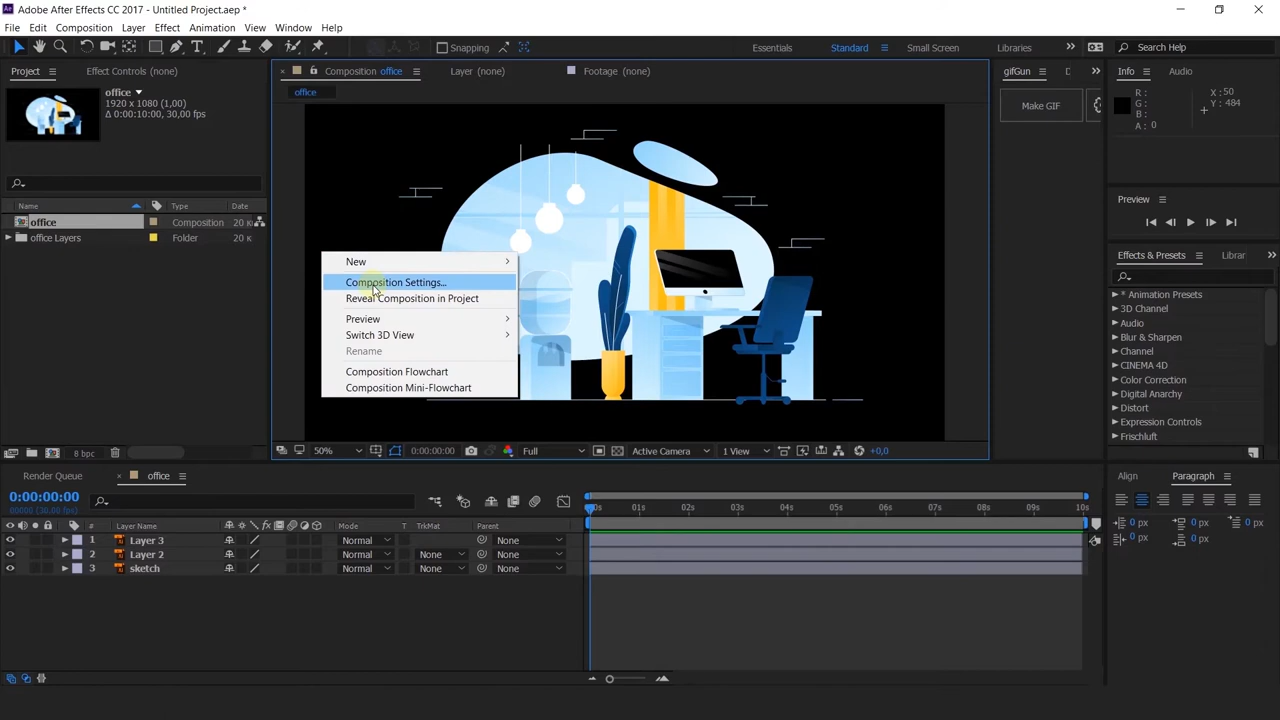 Adobe After Effects CC 2017 - Untitled Project.aep *
File Edit Composition Layer Effect Animation View Window Help
Snapping Essentials Standard Small Screen Libraries Search Help
Project Effect Controls (none)
Composition office Layer (none) Footage (none)
gifGun Info Audio
office
1920 x 1080 (1,00)
Δ 0:00:10:00, 30,00 fps
office
Make GIF
R :
G :
B :
A : 0
X : 50
Y : 484
Preview
Name Type Date
office Composition 20
office Layers Folder 20
Effects & Presets Librar
* Animation Presets
3D Channel
Audio
Blur & Sharpen
Channel
CINEMA 4D
Color Correction
Digital Anarchy
Distort
Expression Controls
Frischluft
New
Composition Settings...
Reveal Composition in Project
Preview
Switch 3D View
Rename
Composition Flowchart
Composition Mini-Flowchart
8 bpc
50% 0:00:00:00 Full Active Camera 1 View +0,0
Render Queue office
Align Paragraph
0:00:00:00
00000 (30.00 fps)
01s 02s 03s 04s 05s 06s 07s 08s 09s 10s
# Layer Name Mode T TrkMat Parent
1 Layer 3 Normal None
2 Layer 2 Normal None None
3 sketch Normal None None
0 px 0 px 0 px
0 px 0 px